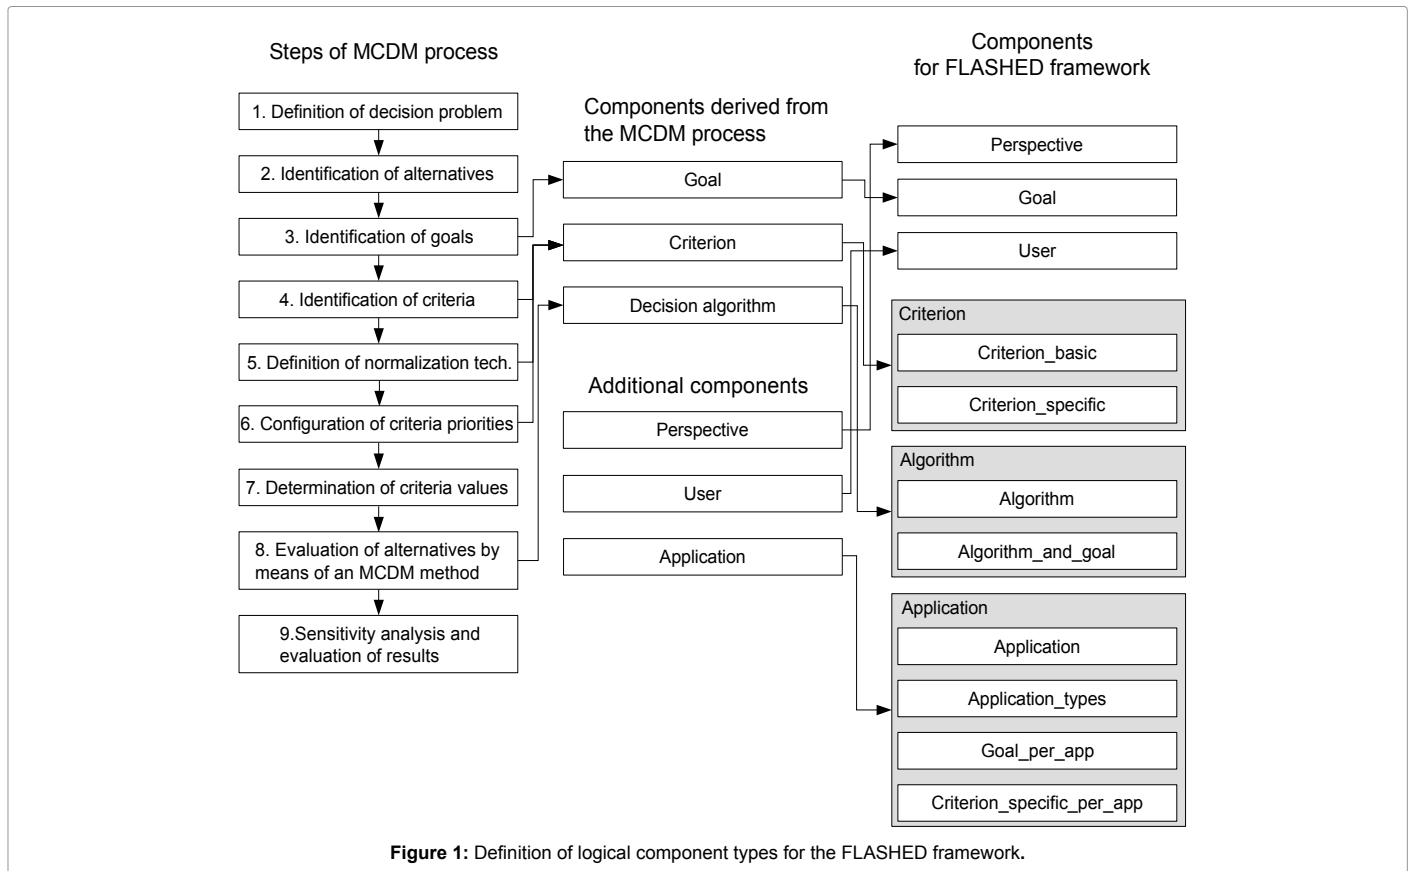 Steps of MCDM process
1. Definition of decision problem
2. Identification of alternatives
3. Identification of goals
4. Identification of criteria
5. Definition of normalization tech.
6. Configuration of criteria priorities
7. Determination of criteria values
8. Evaluation of alternatives by
means of an MCDM method
9.Sensitivity analysis and
evaluation of results
Components derived from
the MCDM process
Goal
Criterion
Decision algorithm
Additional components
Perspective
User
Application
Components
for FLASHED framework
Perspective
Goal
User
Criterion
Criterion_basic
Criterion_specific
Algorithm
Algorithm
Algorithm_and_goal
Application
Application
Application_types
Goal_per_app
Criterion_specific_per_app
Figure 1: Definition of logical component types for the FLASHED framework.